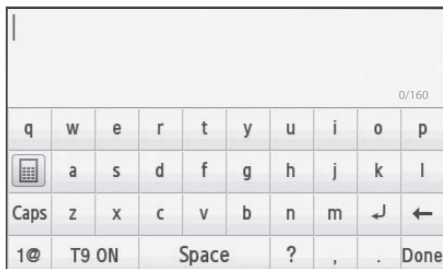 0/160
q w e r t y u i o p
a s d f g h j k l
Caps z x c v b n m
1@ T9 ON Space ? , . Done